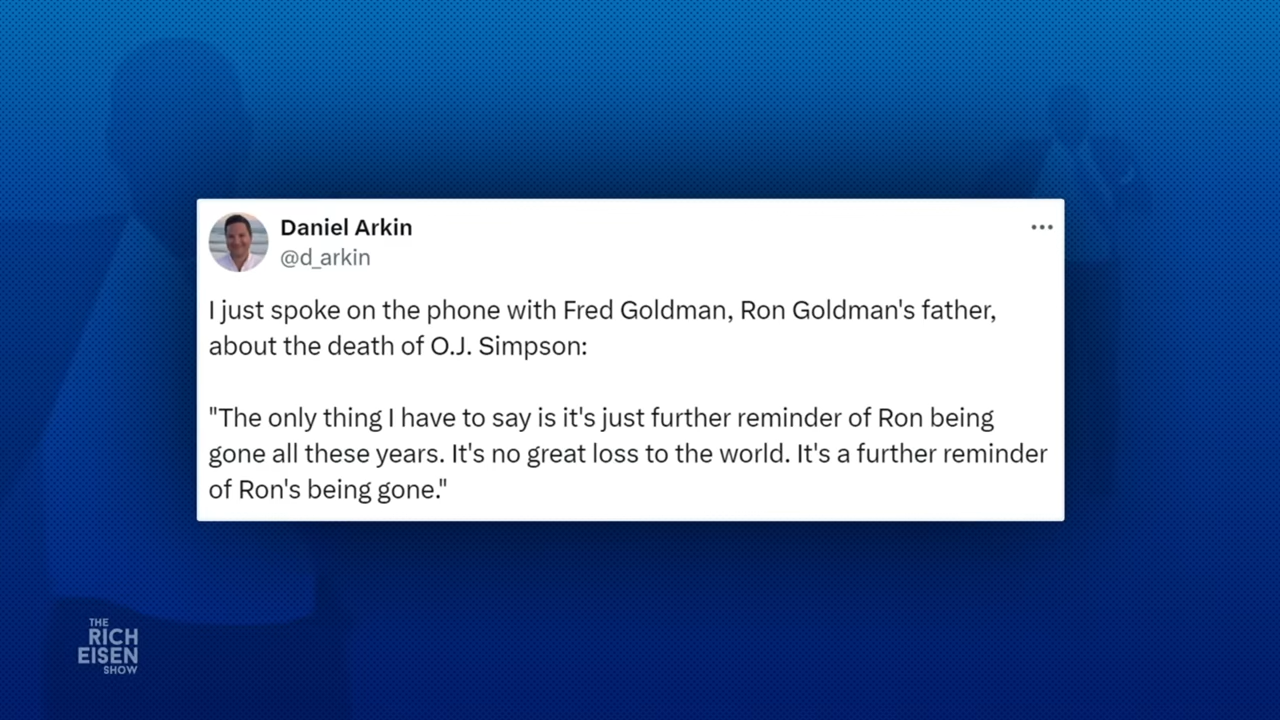 Daniel Arkin
@d_arkin
I just spoke on the phone with Fred Goldman, Ron Goldman's father,
about the death of O.J. Simpson:
"The only thing I have to say is it's just further reminder of Ron being
gone all these years. It's no great loss to the world. It's a further reminder
of Ron's being gone."
THE
RICH
EISEN
SHOW